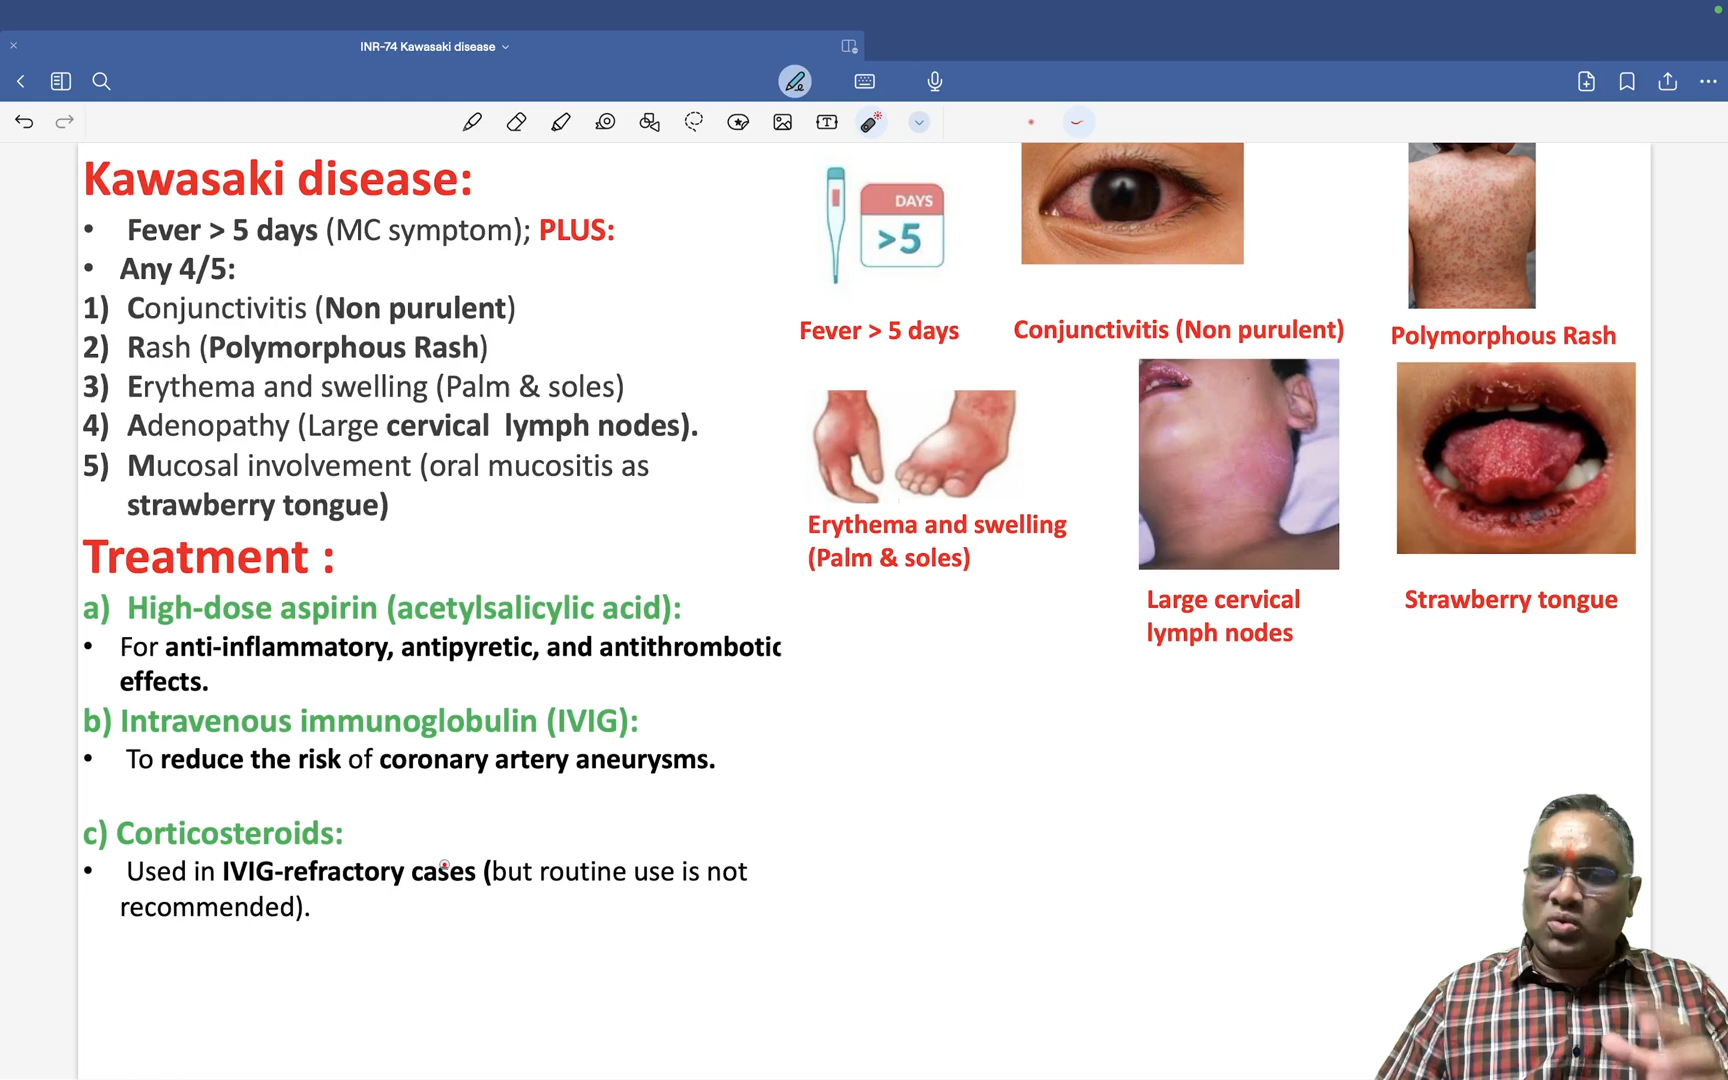 INR-74 Kawasaki disease
Kawasaki disease:
• Fever > 5 days (MC symptom); PLUS:
• Any 4/5:
1) Conjunctivitis (Non purulent)
2) Rash (Polymorphous Rash)
3) Erythema and swelling (Palm & soles)
4) Adenopathy (Large cervical lymph nodes).
5) Mucosal involvement (oral mucositis as
strawberry tongue)
Treatment :
a) High-dose aspirin (acetylsalicylic acid):
• For anti-inflammatory, antipyretic, and antithrombotic
effects.
b) Intravenous immunoglobulin (IVIG):
• To reduce the risk of coronary artery aneurysms.
c) Corticosteroids:
• Used in IVIG-refractory cases (but routine use is not
recommended).
DAYS
>5
Fever > 5 days
Conjunctivitis (Non purulent)
Polymorphous Rash
Erythema and swelling
(Palm & soles)
Large cervical
lymph nodes
Strawberry tongue